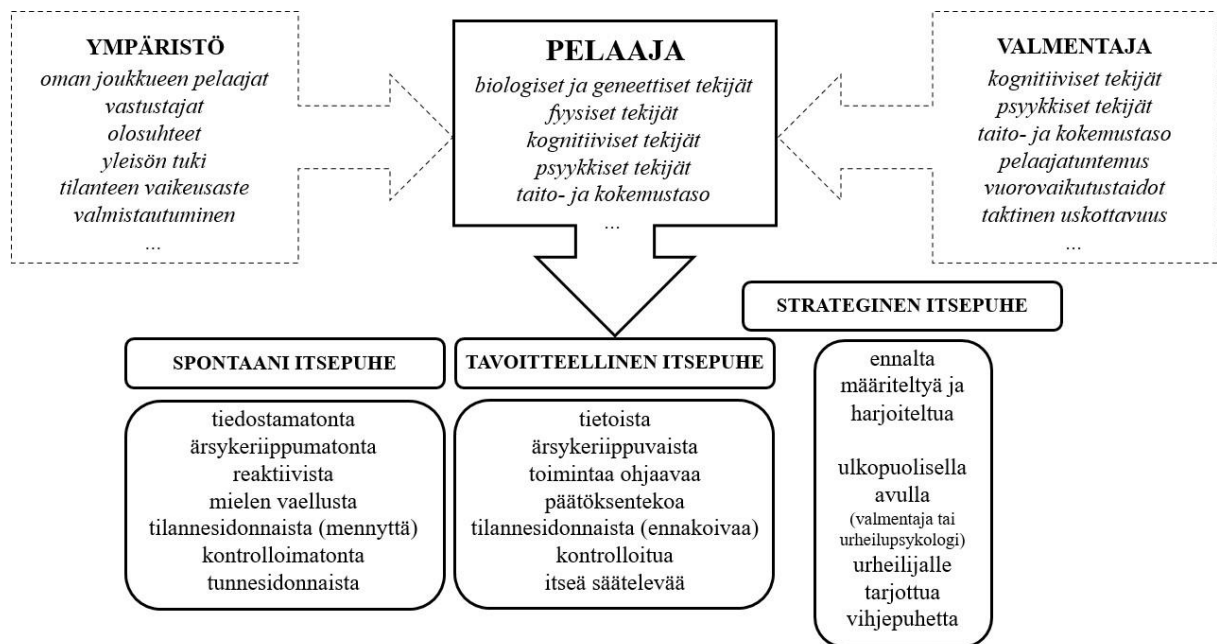 YMPÄRISTÖ
oman joukkueen pelaajat
vastustajat
olosuhteet
yleisön tuki
tilanteen vaikeusaste
valmistautuminen
...
PELAAJA
biologiset ja geneettiset tekijät
fyysiset tekijät
kognitiiviset tekijät
psyykkiset tekijät
taito- ja kokemustaso
...
VALMENTAJA
kognitiiviset tekijät
psyykkiset tekijät
taito- ja kokemustaso
pelaajatuntemus
vuorovaikutustaidot
taktinen uskottavuus
...
SPONTAANI ITSEPUHE
tiedostamatonta
ärsykeriippumatonta
reaktiivista
mielen vaellusta
tilannesidonnaista (mennyttä)
kontrolloimatonta
tunnesidonnaista
TAVOITTEELLINEN ITSEPUHE
tietoista
ärsykeriippuvaista
toimintaa ohjaavaa
päätöksentekoa
tilannesidonnaista (ennakoivaa)
kontrolloitua
itseä säätelevää
STRATEGINEN ITSEPUHE
ennalta
määriteltyä ja
harjoiteltua
ulkopuolisella
avulla
(valmentaja tai
urheilupsykologi)
urheilijalle
tarjottua
vihjepuhetta